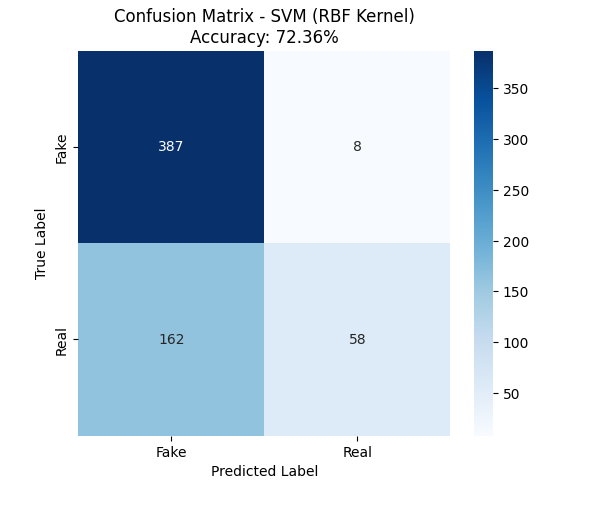 Confusion Matrix - SVM (RBF Kernel)
Accuracy: 72.36%
True Label
Fake
387
8
Real
162
58
Fake
Real
Predicted Label
350
300
250
200
150
100
50